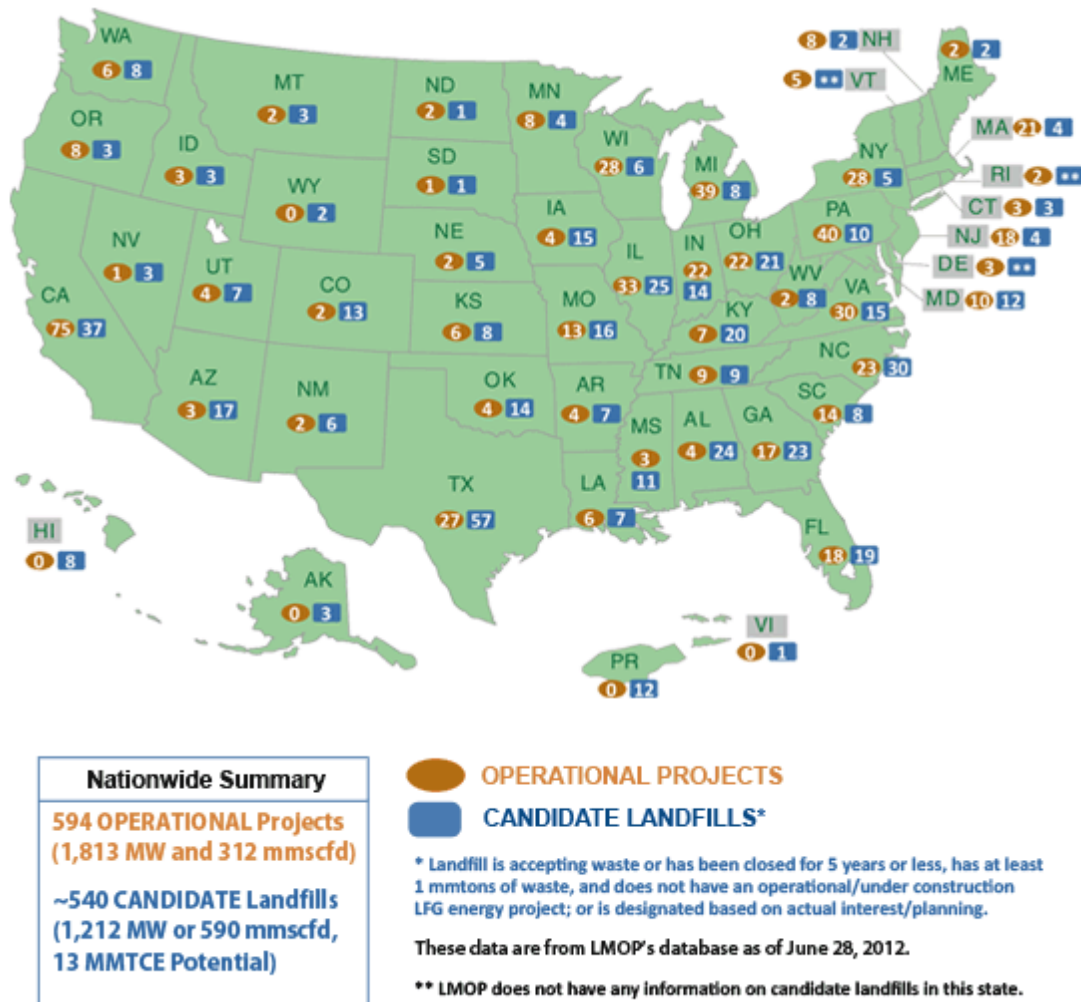 WA
6 8
MT
2 3
ND
2 1
MN
8 4
8 2 NH
5 ** VT
2 2
ME
OR
8 3
ID
3 3
SD
1 1
WI
28 6
MI
39 8
NY
28 5
MA 21 4
RI 2 **
CT 3 3
NJ 18 4
DE 3 **
MD 10 12
WY
0 2
NE
2 5
IA
4 15
IL
33 25
IN
22
14
OH
22 21
PA
40 10
WV
2 8
VA
30 15
NV
1 3
UT
4 7
CO
2 13
KS
6 8
MO
13 16
KY
7 20
CA
75 37
AZ
3 17
NM
2 6
OK
4 14
AR
4 7
TN 9 9
NC
23 30
SC
14 8
MS
3
11
AL
4 24
GA
17 23
TX
27 57
LA
6 7
FL
18 19
HI
0 8
AK
0 3
PR
0 12
VI
0 1
Nationwide Summary
594 OPERATIONAL Projects
(1,813 MW and 312 mmscfd)
~540 CANDIDATE Landfills
(1,212 MW or 590 mmscfd,
13 MMTCE Potential)
OPERATIONAL PROJECTS
CANDIDATE LANDFILLS*
* Landfill is accepting waste or has been closed for 5 years or less, has at least
1 mmtons of waste, and does not have an operational/under construction
LFG energy project; or is designated based on actual interest/planning.
These data are from LMOP's database as of June 28, 2012.
** LMOP does not have any information on candidate landfills in this state.